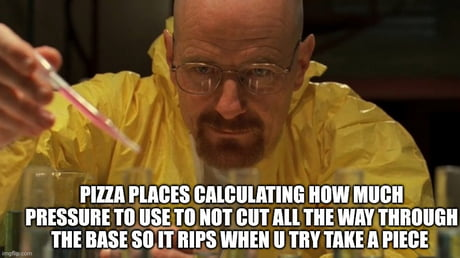 PIZZA PLACES CALCULATING HOW MUCH
PRESSURE TO USE TO NOT CUT ALL THE WAY THROUGH
THE BASE SO IT RIPS WHEN U TRY TAKE A PIECE
imgflip.com